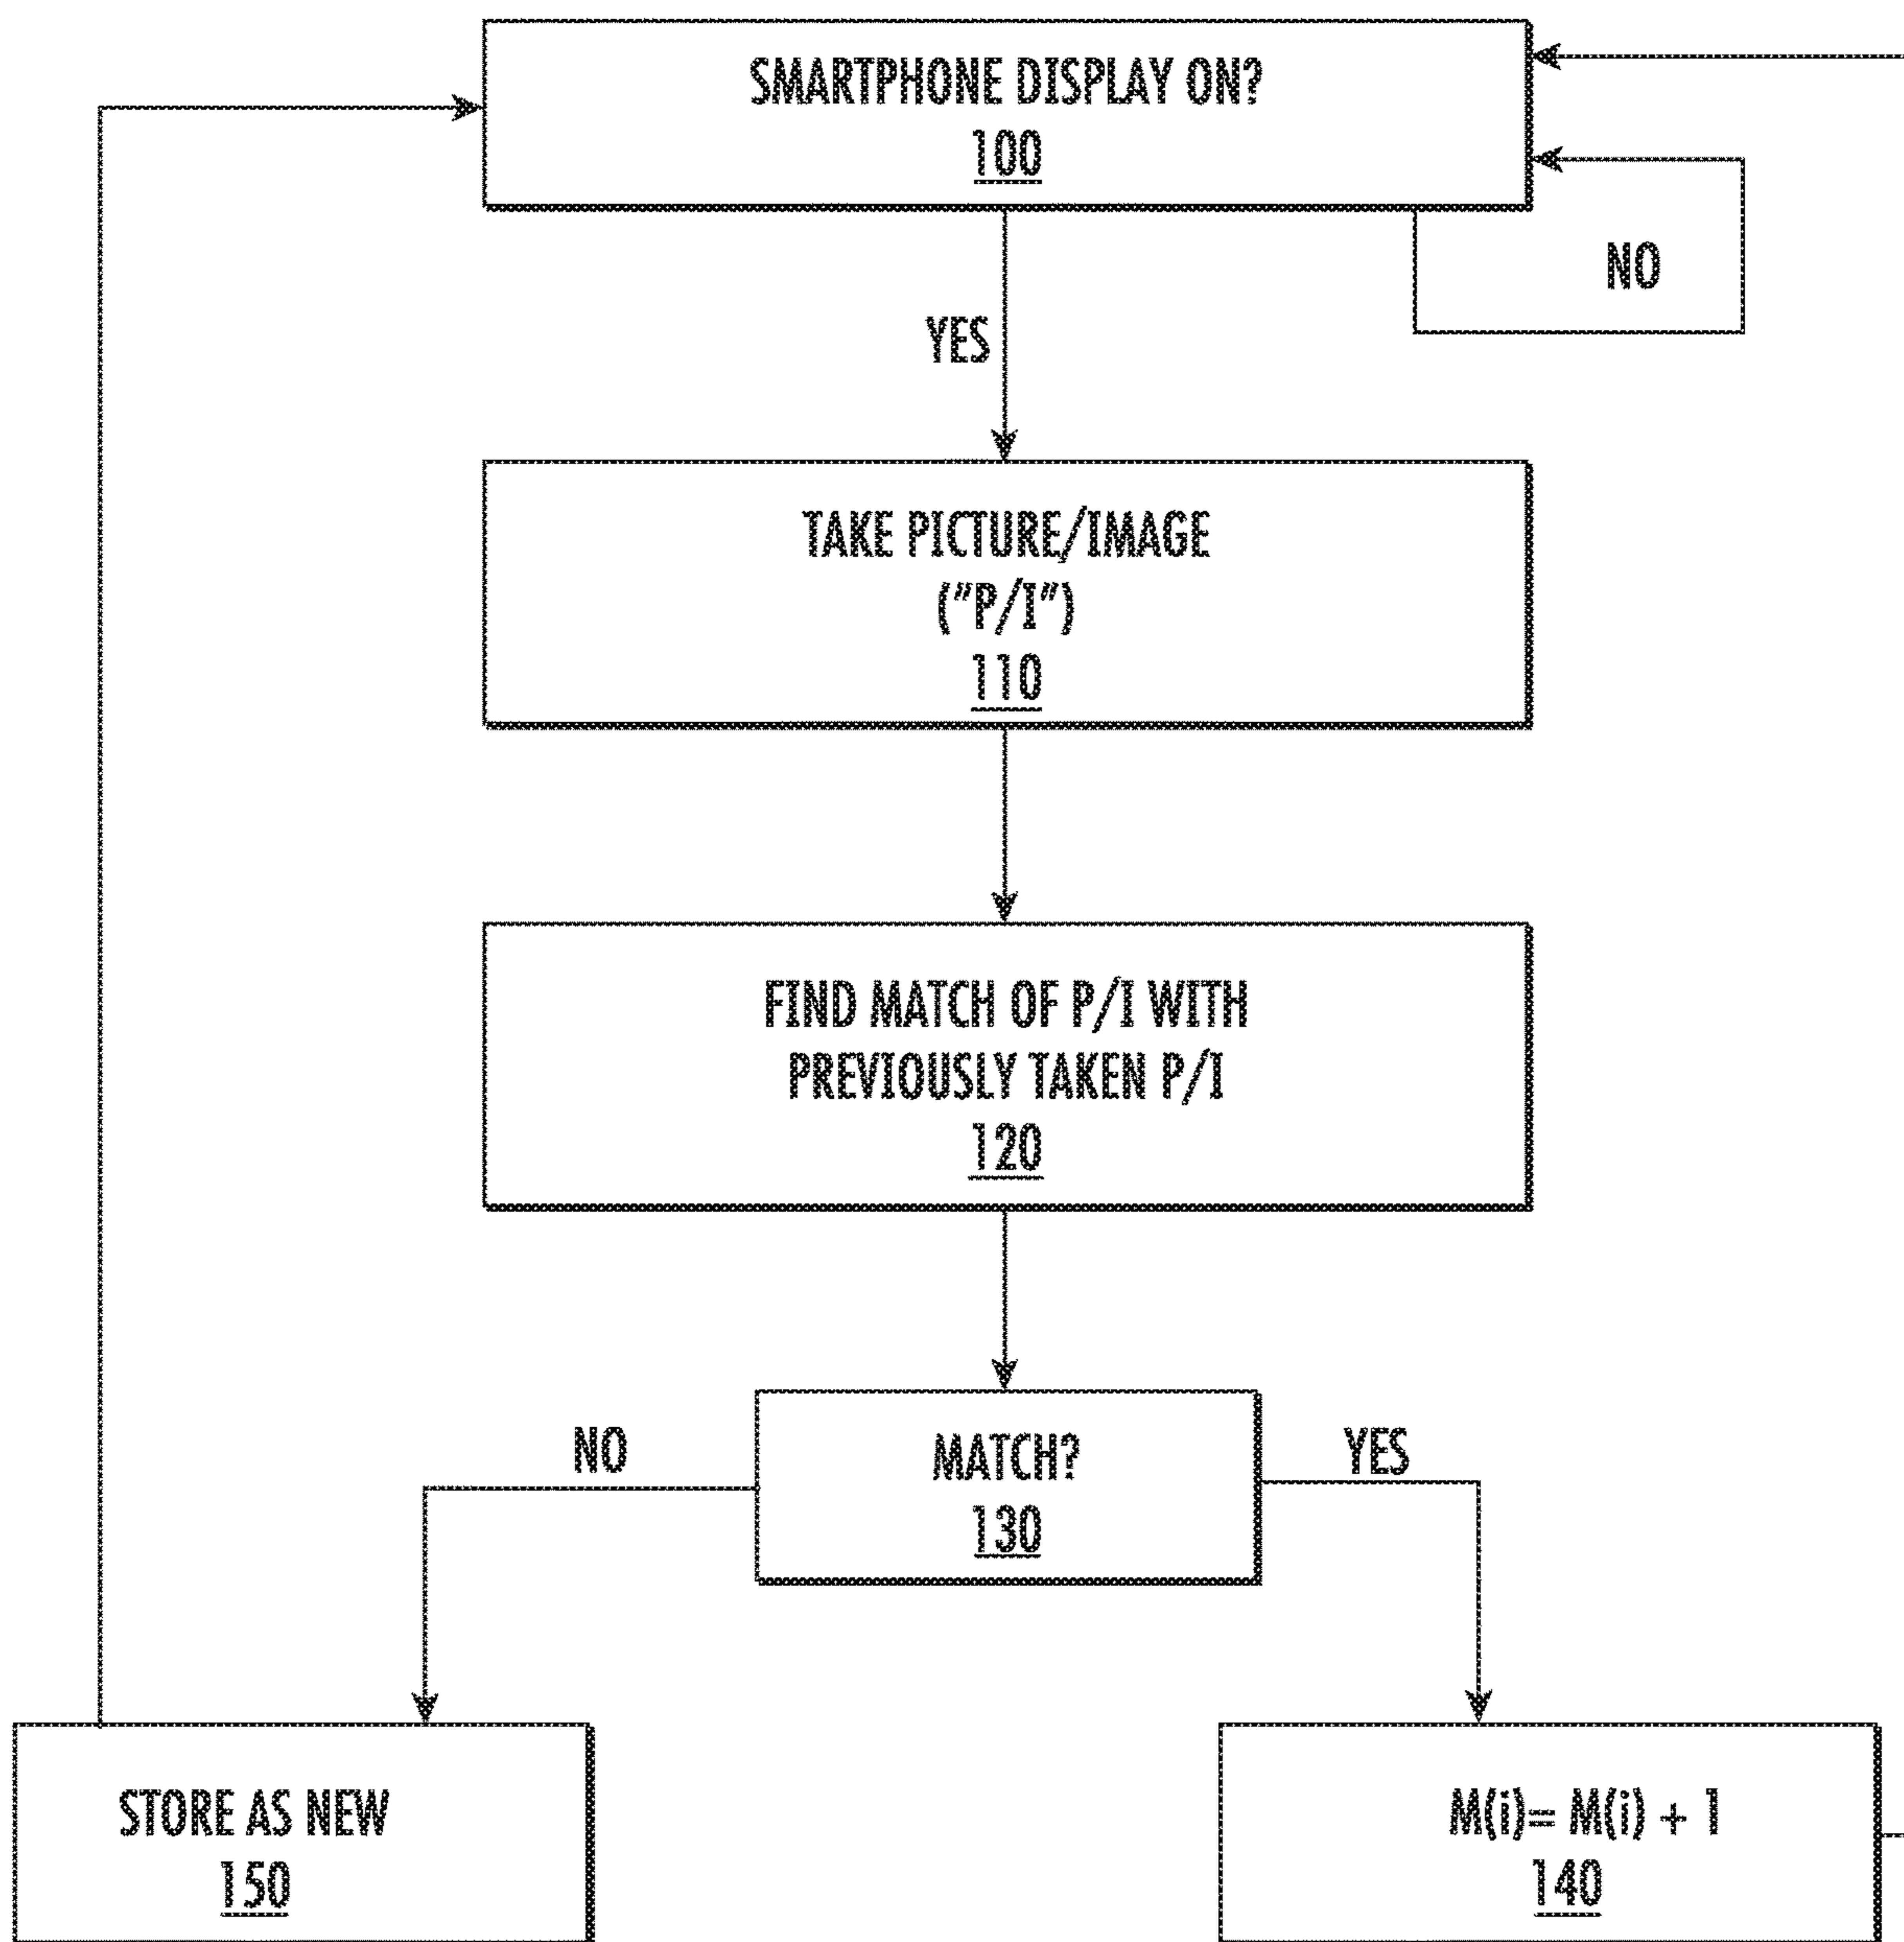 SMARTPHONE DISPLAY ON?
100
NO
YES
TAKE PICTURE/IMAGE
("P/I")
110
FIND MATCH OF P/I WITH
PREVIOUSLY TAKEN P/I
120
NO
MATCH?
130
YES
STORE AS NEW
150
M(i)= M(i) + 1
140